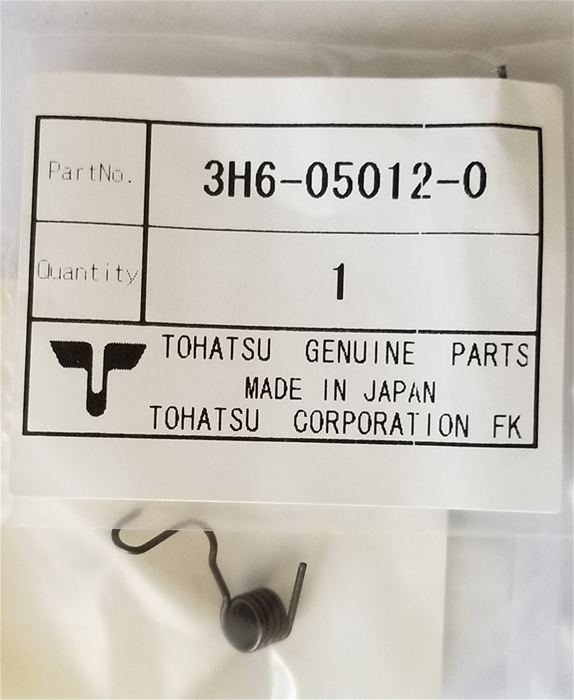 PartNo. 3H6-05012-0
Quantity 1
TOHATSU GENUINE PARTS
MADE IN JAPAN
TOHATSU CORPORATION FK